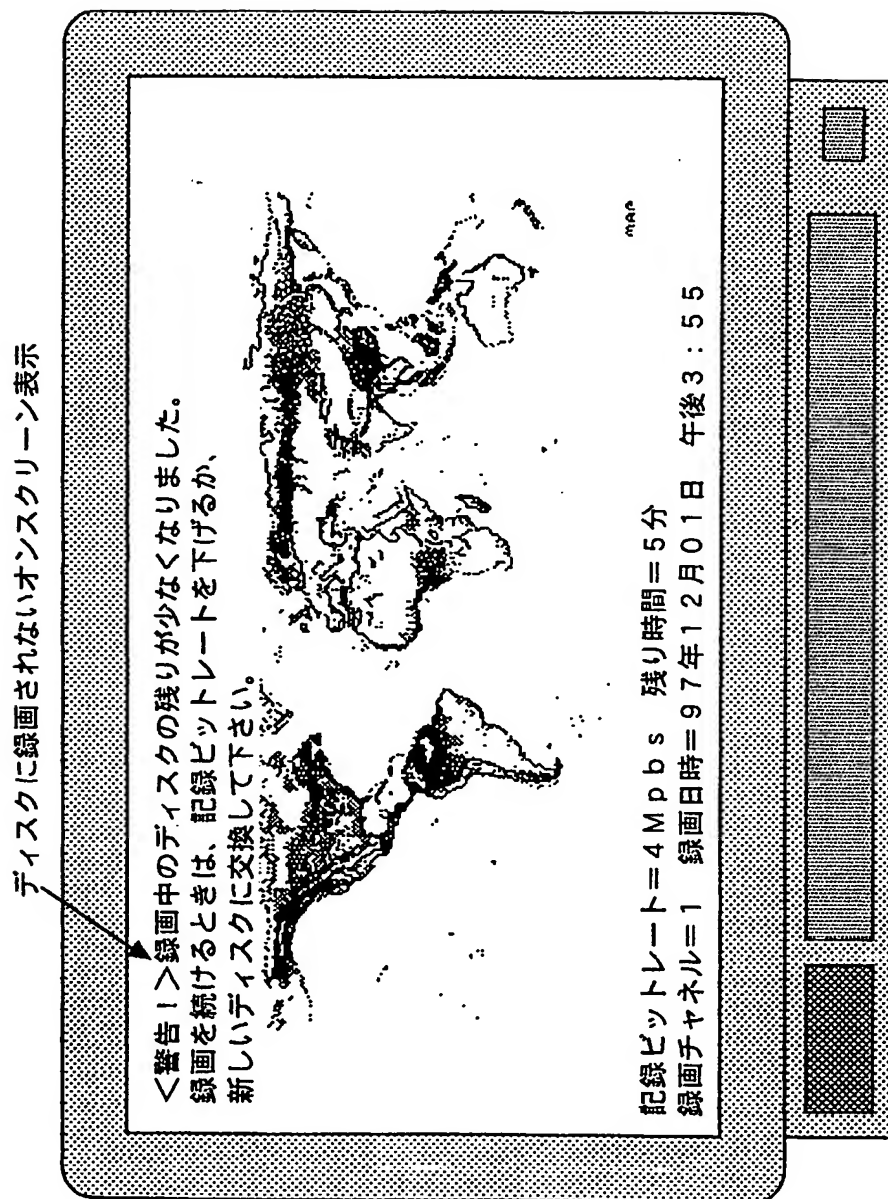 ディスクに録画されないオンスクリーン表示
<警告！>録画中のディスクの残りが少なくなりました。
録画を続けるときは、記録ビットレートを下げるか、
新しいディスクに交換して下さい。
MAP
記録ビットレート＝４Ｍｐｂｓ　残り時間＝５分
録画チャネル＝１　録画日時＝９７年１２月０１日　午後３：５５